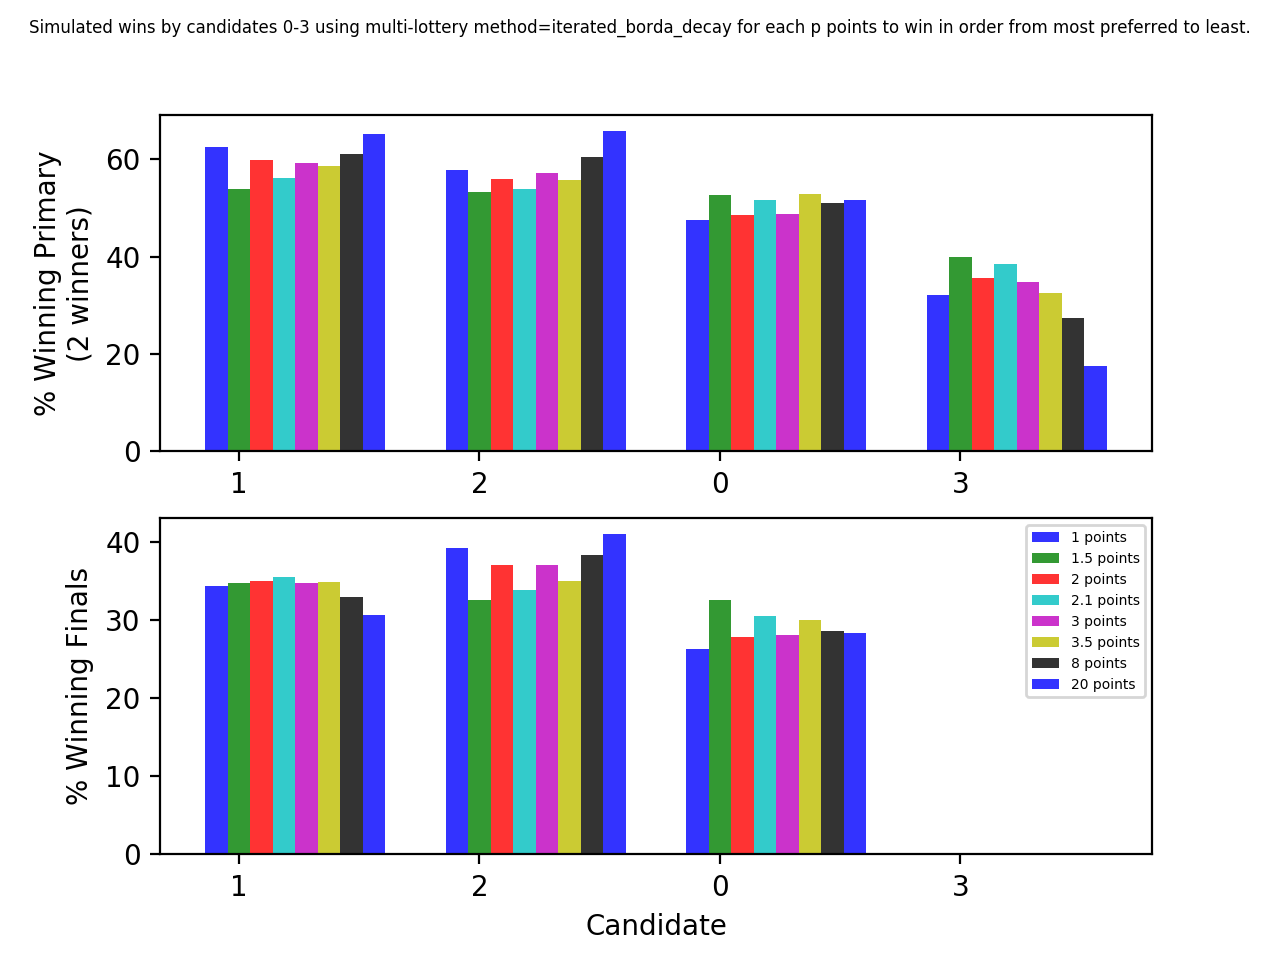 Simulated wins by candidates 0-3 using multi-lottery method=iterated_borda_decay for each p points to win in order from most preferred to least.
% Winning Primary
(2 winners)
60
40
20
0
1 2 0 3
% Winning Finals
40
30
20
10
0
1 points
1.5 points
2 points
2.1 points
3 points
3.5 points
8 points
20 points
1 2 0 3
Candidate